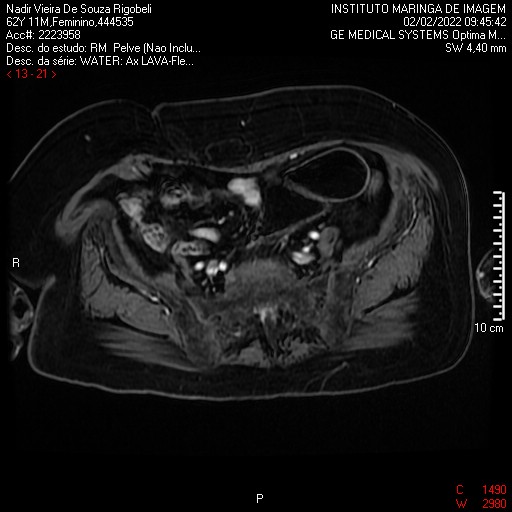 Nadir Vieira De Souza Rigobeli
62Y 11M,Feminino,444535
Acc#: 2223958
Desc. do estudo: RM Pelve (Nao Inclu...
Desc. da série: WATER: Ax LAVA-Fle...
< 13 - 21 >
INSTITUTO MARINGA DE IMAGEM
02/02/2022 09:45:42
GE MEDICAL SYSTEMS Optima M...
SW 4,40 mm
R
10 cm
P
C 1490
W 2980